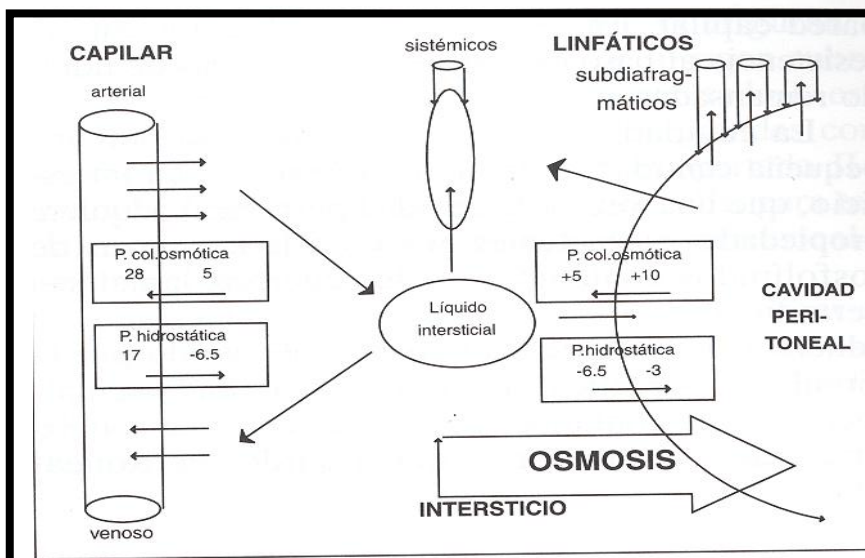 CAPILAR
arterial
P. col.osmótica
28 5
P. hidrostática
17 -6.5
venoso
sistémicos
Líquido
intersticial
LINFÁTICOS
subdiafrag-
máticos
P. col.osmótica
+5 +10
P.hidrostática
-6.5 -3
CAVIDAD
PERI-
TONEAL
OSMOSIS
INTERSTICIO